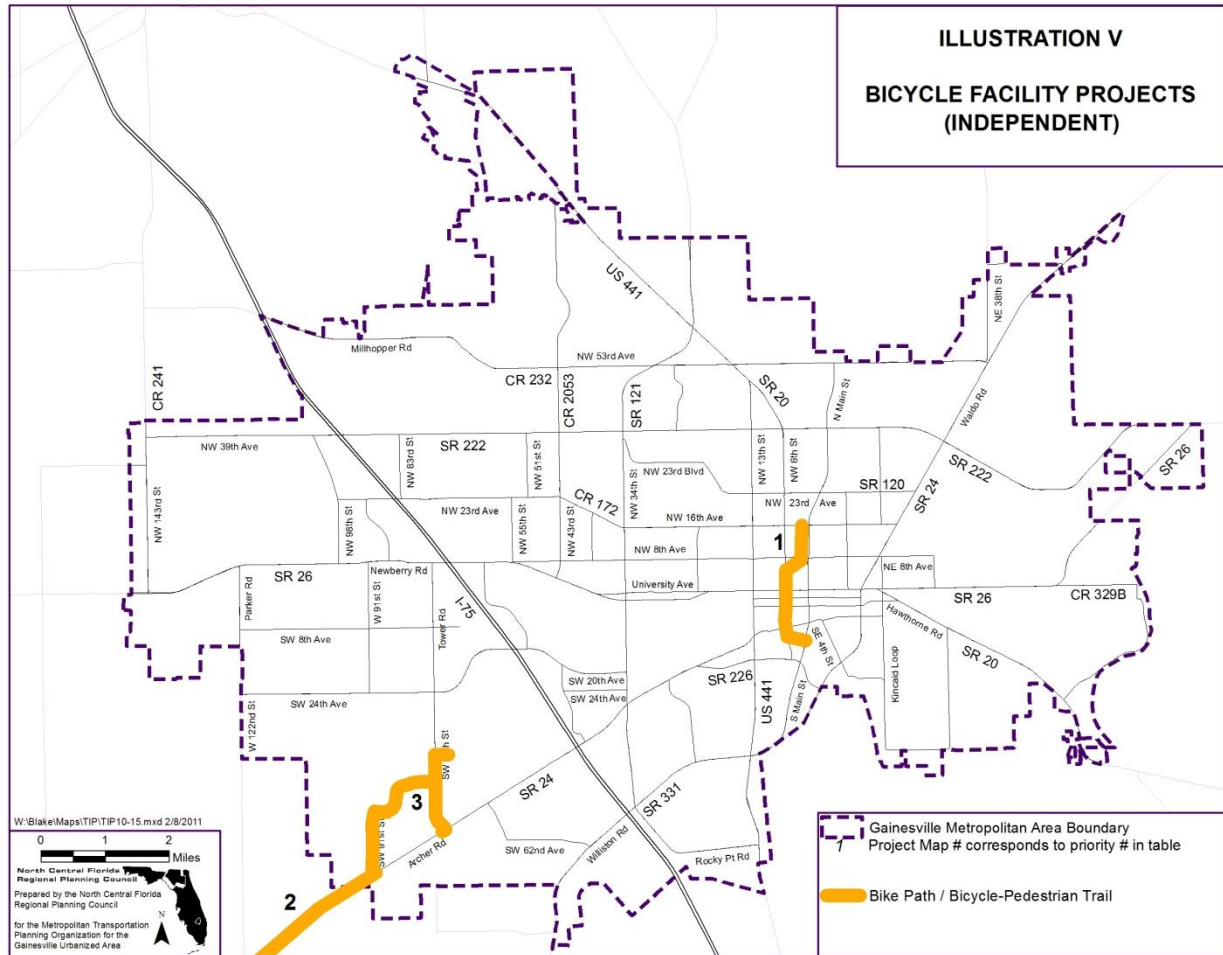 ILLUSTRATION V
BICYCLE FACILITY PROJECTS
(INDEPENDENT)
US 441
NE 38th St
Millhopper Rd
NW 53rd Ave
CR 232
CR 241
CR 2053
SR 121
SR 20
N Main St
Waldo Rd
NW 39th Ave
SR 222
NW 83rd St
NW 51st St
NW 34th St
NW 13th St
NW 6th St
NW 23rd Blvd
SR 120
SR 24
SR 222
SR 26
NW 143rd St
NW 98th St
NW 23rd Ave
NW 55th St
NW 43rd St
CR 172
NW 16th Ave
NW 23rd Ave
1
NW 8th Ave
NE 8th Ave
SR 26
Newberry Rd
University Ave
SR 26
CR 329B
Parker Rd
W 91st St
Tower Rd
I-75
SW 8th Ave
Hawthorne Rd
SR 20
SE 4th St
Kincaid Loop
SW 20th Ave
SW 24th Ave
SR 226
US 441
S Main St
W 122nd St
SW 24th Ave
SW
th St
3
SR 24
SR 331
SW 91st St
Archer Rd
SW 62nd Ave
Williston Rd
Rocky Pt Rd
2
W:\Blake\Maps\TIP\TIP10-15.mxd 2/8/2011
0 2
Miles
North Central Florida
Regional Planning Council
Prepared by the North Central Florida
Regional Planning Council
for the Metropolitan Transportation
Planning Organization for the
Gainesville Urbanized Area
N
Gainesville Metropolitan Area Boundary
1 Project Map # corresponds to priority # in table
Bike Path / Bicycle-Pedestrian Trail